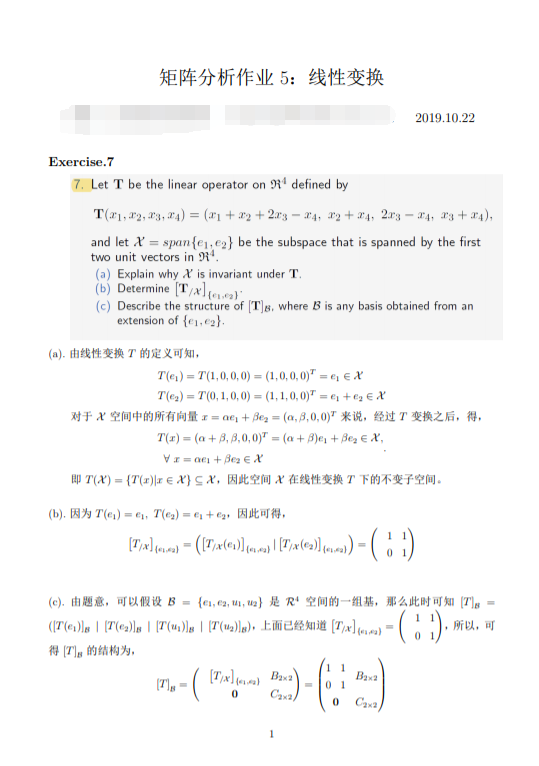 矩阵分析作业 5：线性变换
2019.10.22
Exercise.7
7. Let T be the linear operator on ℜ⁴ defined by
T(x₁, x₂, x₃, x₄) = (x₁ + x₂ + 2x₃ − x₄, x₂ + x₄, 2x₃ − x₄, x₃ + x₄),
and let 𝒳 = span{e₁, e₂} be the subspace that is spanned by the first
two unit vectors in ℜ⁴.
(a) Explain why 𝒳 is invariant under T.
(b) Determine [T/𝒳]{e₁,e₂}.
(c) Describe the structure of [T]ℬ, where ℬ is any basis obtained from an
extension of {e₁, e₂}.
(a). 由线性变换 T 的定义可知，
T(e₁) = T(1, 0, 0, 0) = (1, 0, 0, 0)ᵀ = e₁ ∈ 𝒳
T(e₂) = T(0, 1, 0, 0) = (1, 1, 0, 0)ᵀ = e₁ + e₂ ∈ 𝒳
对于 𝒳 空间中的所有向量 x = αe₁ + βe₂ = (α, β, 0, 0)ᵀ 来说，经过 T 变换之后，得，
T(x) = (α + β, β, 0, 0)ᵀ = (α + β)e₁ + βe₂ ∈ 𝒳,
∀ x = αe₁ + βe₂ ∈ 𝒳
即 T(𝒳) = {T(x)|x ∈ 𝒳} ⊆ 𝒳，因此空间 𝒳 在线性变换 T 下的不变子空间。
(b). 因为 T(e₁) = e₁, T(e₂) = e₁ + e₂，因此可得，
[T/𝒳]{e₁,e₂} = ([T/𝒳(e₁)]{e₁,e₂} | [T/𝒳(e₂)]{e₁,e₂}) = ( 1 1
0 1 )
(c). 由题意，可以假设 ℬ = {e₁, e₂, u₁, u₂} 是 ℛ⁴ 空间的一组基，那么此时可知 [T]ℬ =
([T(e₁)]ℬ | [T(e₂)]ℬ | [T(u₁)]ℬ | [T(u₂)]ℬ)，上面已经知道 [T/𝒳]{e₁,e₂} = ( 1 1
0 1 )，所以，可
得 [T]ℬ 的结构为，
[T]ℬ = ( [T/𝒳]{e₁,e₂} B₂ₓ₂
0 C₂ₓ₂ ) = ( 1 1
0 1 B₂ₓ₂
0 C₂ₓ₂ )
1